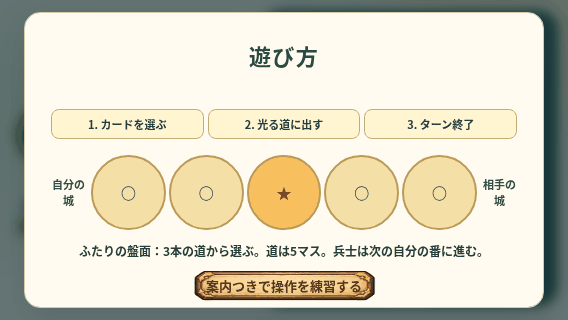 遊び方
1. カードを選ぶ
2. 光る道に出す
3. ターン終了
自分の
城
○ ○ ★ ○ ○
相手の
城
ふたりの盤面：3本の道から選ぶ。道は5マス。兵士は次の自分の番に進む。
案内つきで操作を練習する